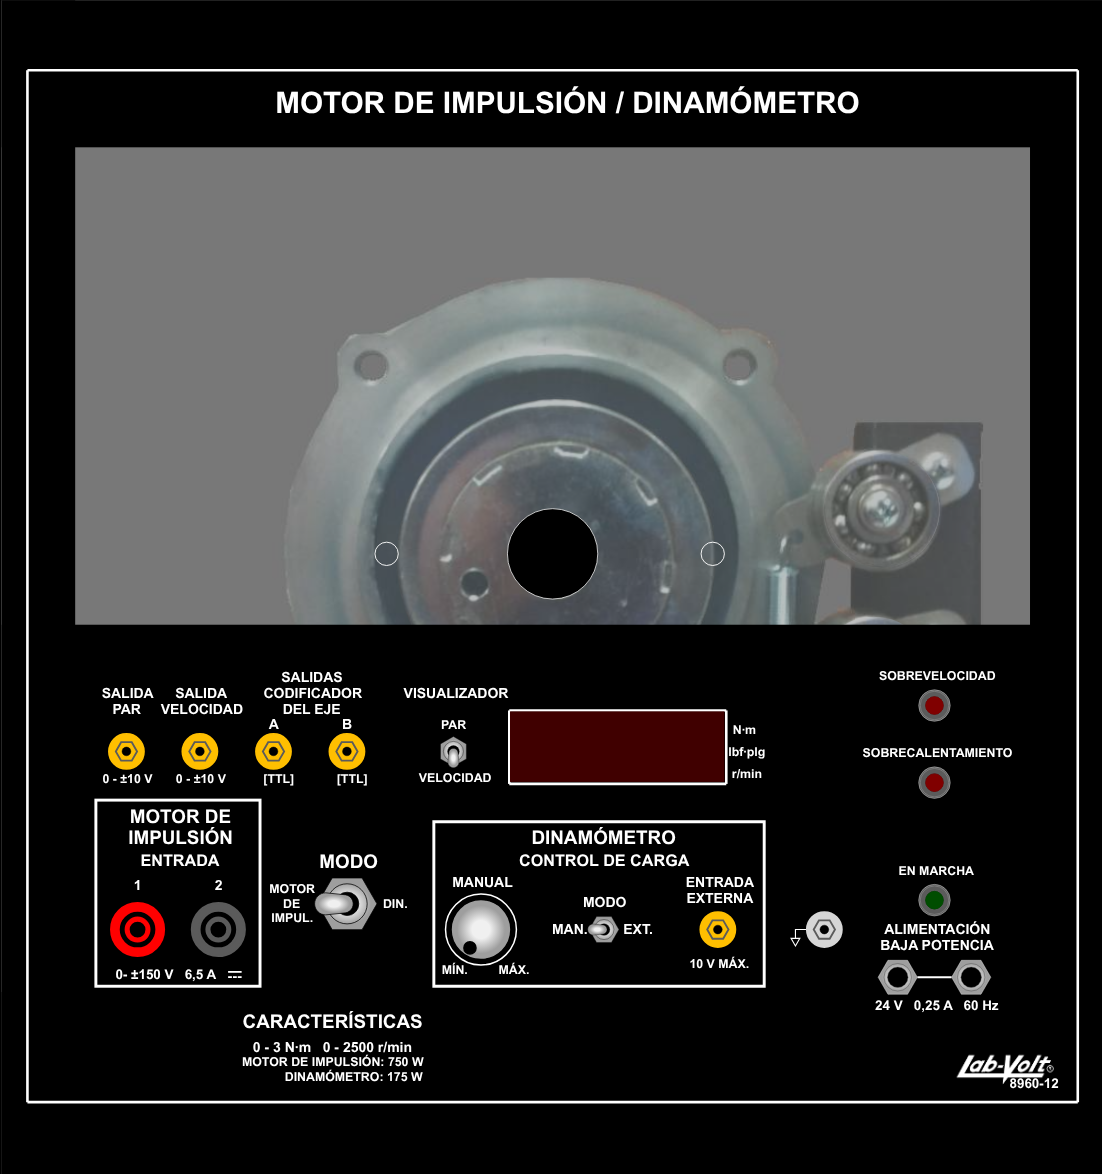 MOTOR DE IMPULSIÓN / DINAMÓMETRO
SALIDA PAR
0 - ±10 V
SALIDA VELOCIDAD
0 - ±10 V
SALIDAS
CODIFICADOR
DEL EJE
A B
[TTL] [TTL]
VISUALIZADOR
PAR
VELOCIDAD
N·m
lbf·plg
r/min
SOBREVELOCIDAD
SOBRECALENTAMIENTO
MOTOR DE
IMPULSIÓN
ENTRADA
1 2
0- ±150 V 6,5 A
MODO
MOTOR
DE
IMPUL.
DIN.
DINAMÓMETRO
CONTROL DE CARGA
MANUAL
MÍN. MÁX.
MODO
MAN. EXT.
ENTRADA
EXTERNA
10 V MÁX.
EN MARCHA
ALIMENTACIÓN
BAJA POTENCIA
24 V 0,25 A 60 Hz
CARACTERÍSTICAS
0 - 3 N·m 0 - 2500 r/min
MOTOR DE IMPULSIÓN: 750 W
DINAMÓMETRO: 175 W
Lab-Volt®
8960-12